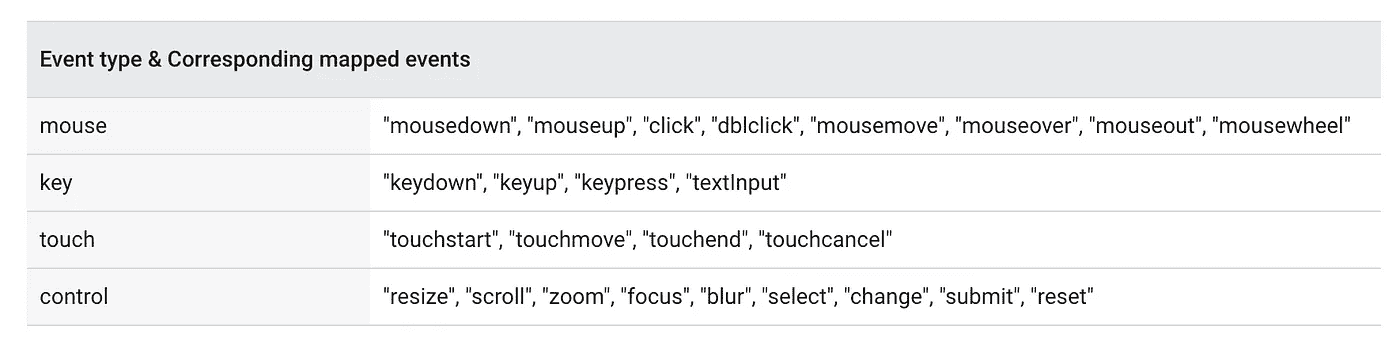 Event type & Corresponding mapped events
mouse "mousedown", "mouseup", "click", "dblclick", "mousemove", "mouseover", "mouseout", "mousewheel"
key "keydown", "keyup", "keypress", "textInput"
touch "touchstart", "touchmove", "touchend", "touchcancel"
control "resize", "scroll", "zoom", "focus", "blur", "select", "change", "submit", "reset"